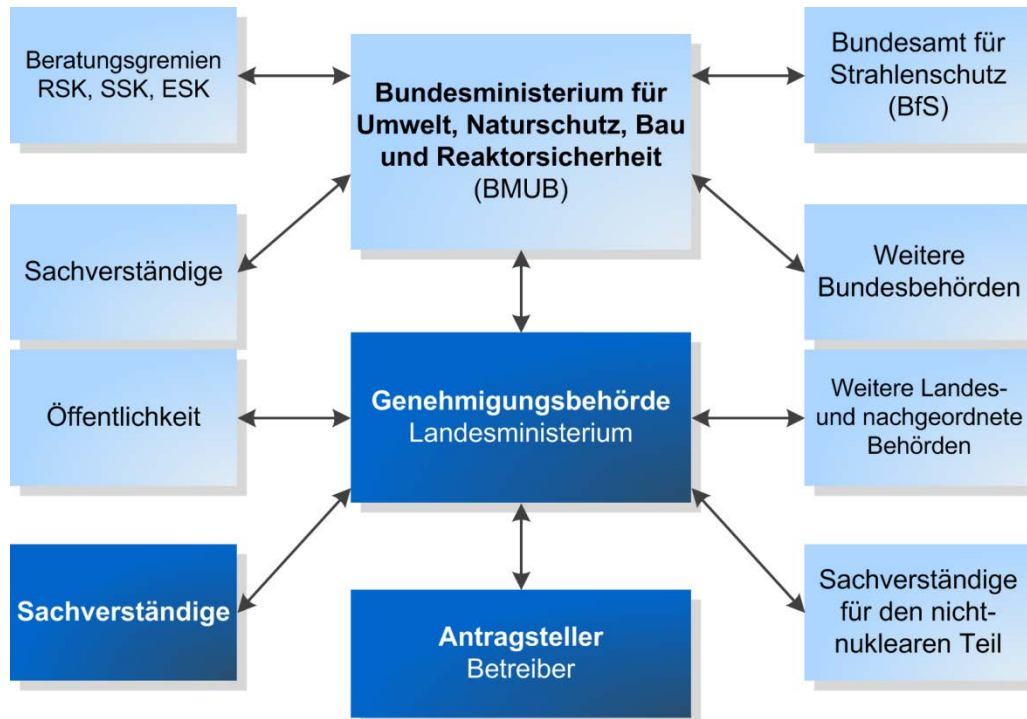 Beratungsgremien
RSK, SSK, ESK
Bundesministerium für
Umwelt, Naturschutz, Bau
und Reaktorsicherheit
(BMUB)
Bundesamt für
Strahlenschutz
(BfS)
Sachverständige
Weitere
Bundesbehörden
Öffentlichkeit
Genehmigungsbehörde
Landesministerium
Weitere Landes-
und nachgeordnete
Behörden
Sachverständige
Antragsteller
Betreiber
Sachverständige
für den nicht-
nuklearen Teil